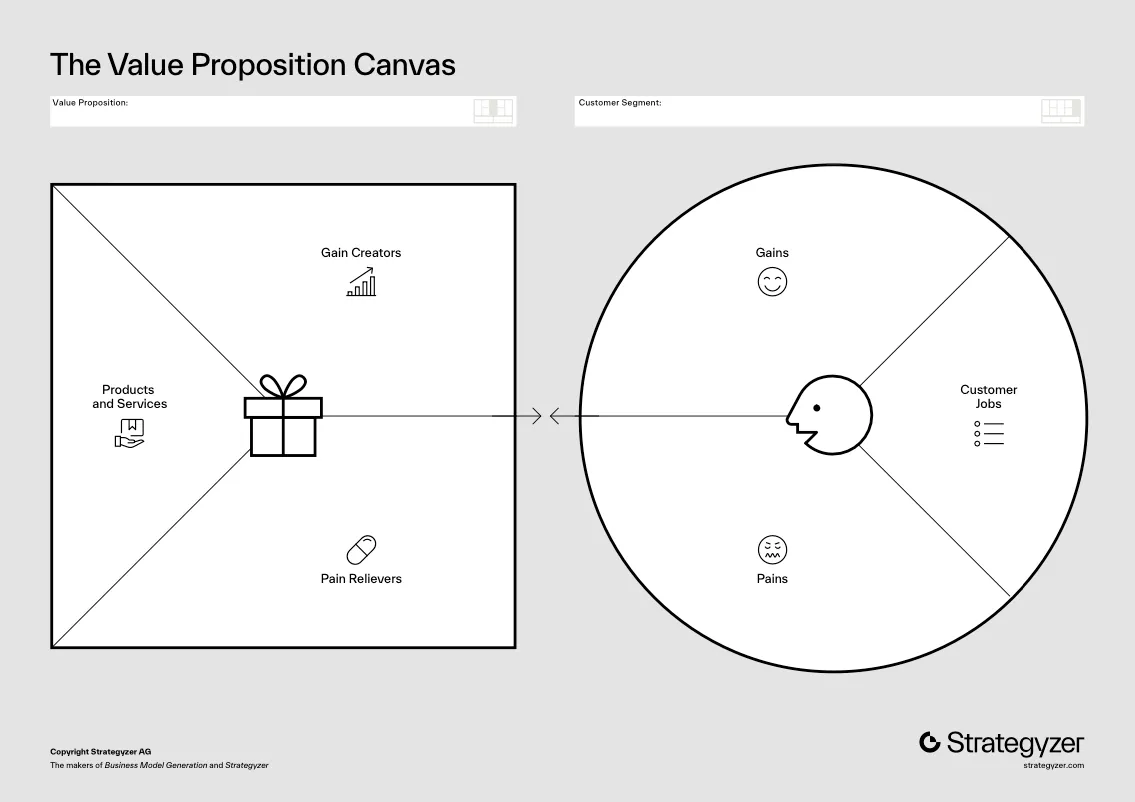 The Value Proposition Canvas
Value Proposition:
Customer Segment:
Gain Creators
Gains
Products
and Services
Customer
Jobs
Pain Relievers
Pains
Copyright Strategyzer AG
The makers of Business Model Generation and Strategyzer
Strategyzer
strategyzer.com